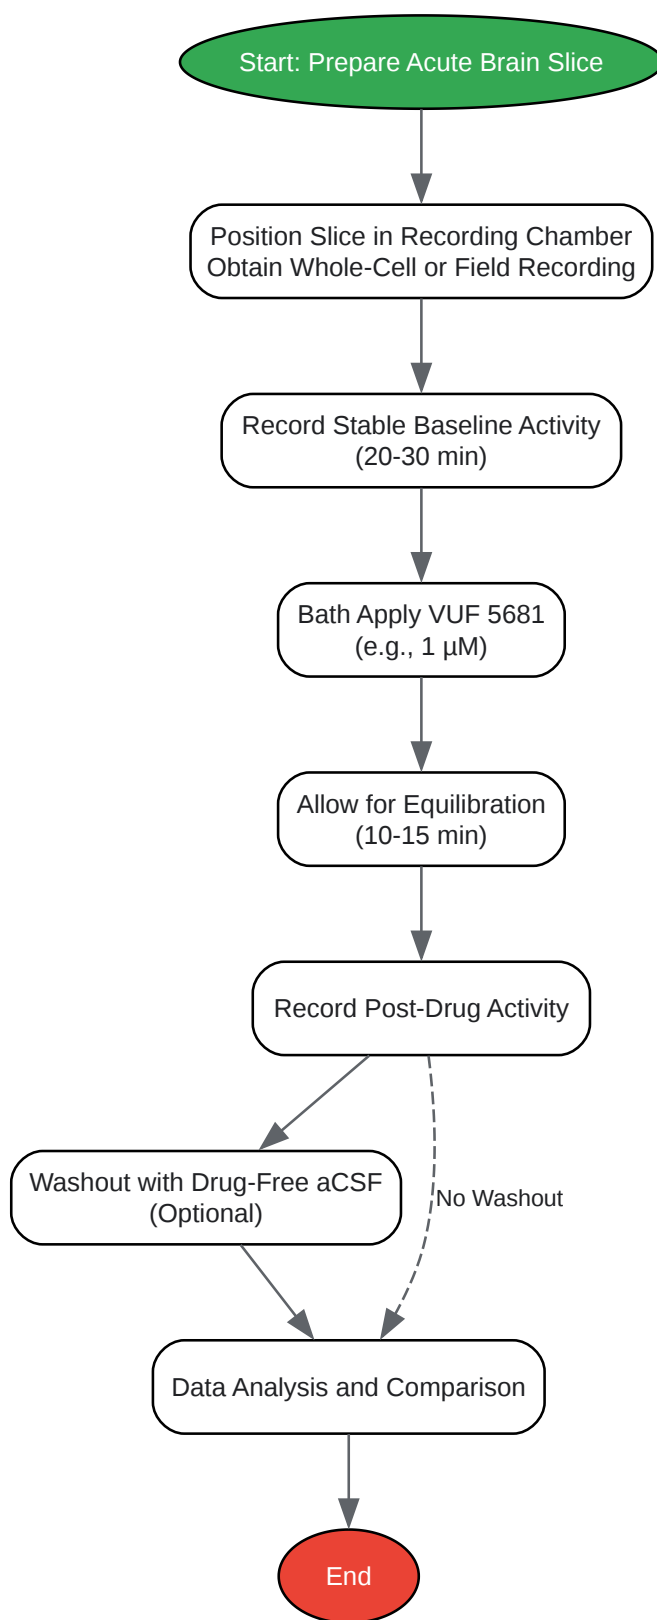 Start: Prepare Acute Brain Slice
Position Slice in Recording Chamber
Obtain Whole-Cell or Field Recording
Record Stable Baseline Activity
(20-30 min)
Bath Apply VUF 5681
(e.g., 1 µM)
Allow for Equilibration
(10-15 min)
Record Post-Drug Activity
Washout with Drug-Free aCSF
(Optional)
No Washout
Data Analysis and Comparison
End